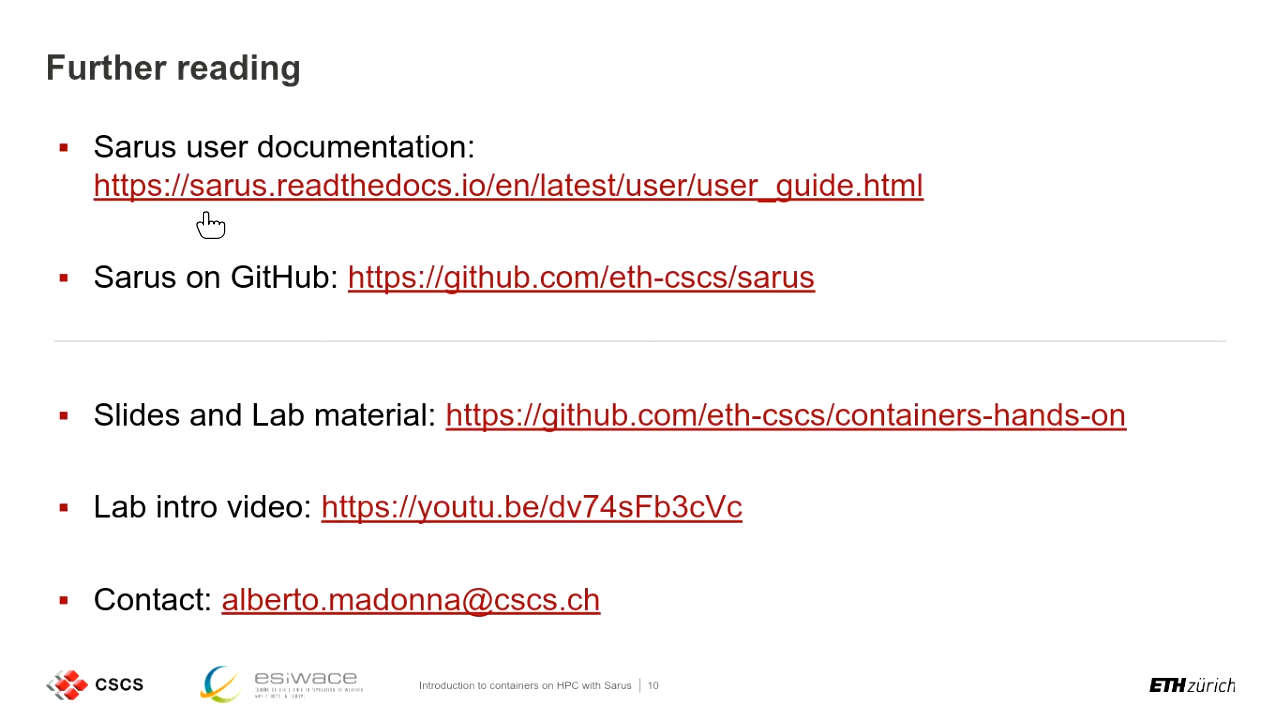 Further reading
▪ Sarus user documentation:
https://sarus.readthedocs.io/en/latest/user/user_guide.html
▪ Sarus on GitHub: https://github.com/eth-cscs/sarus
▪ Slides and Lab material: https://github.com/eth-cscs/containers-hands-on
▪ Lab intro video: https://youtu.be/dv74sFb3cVc
▪ Contact: alberto.madonna@cscs.ch
CSCS
esiwace
Introduction to containers on HPC with Sarus | 10
ETH zürich